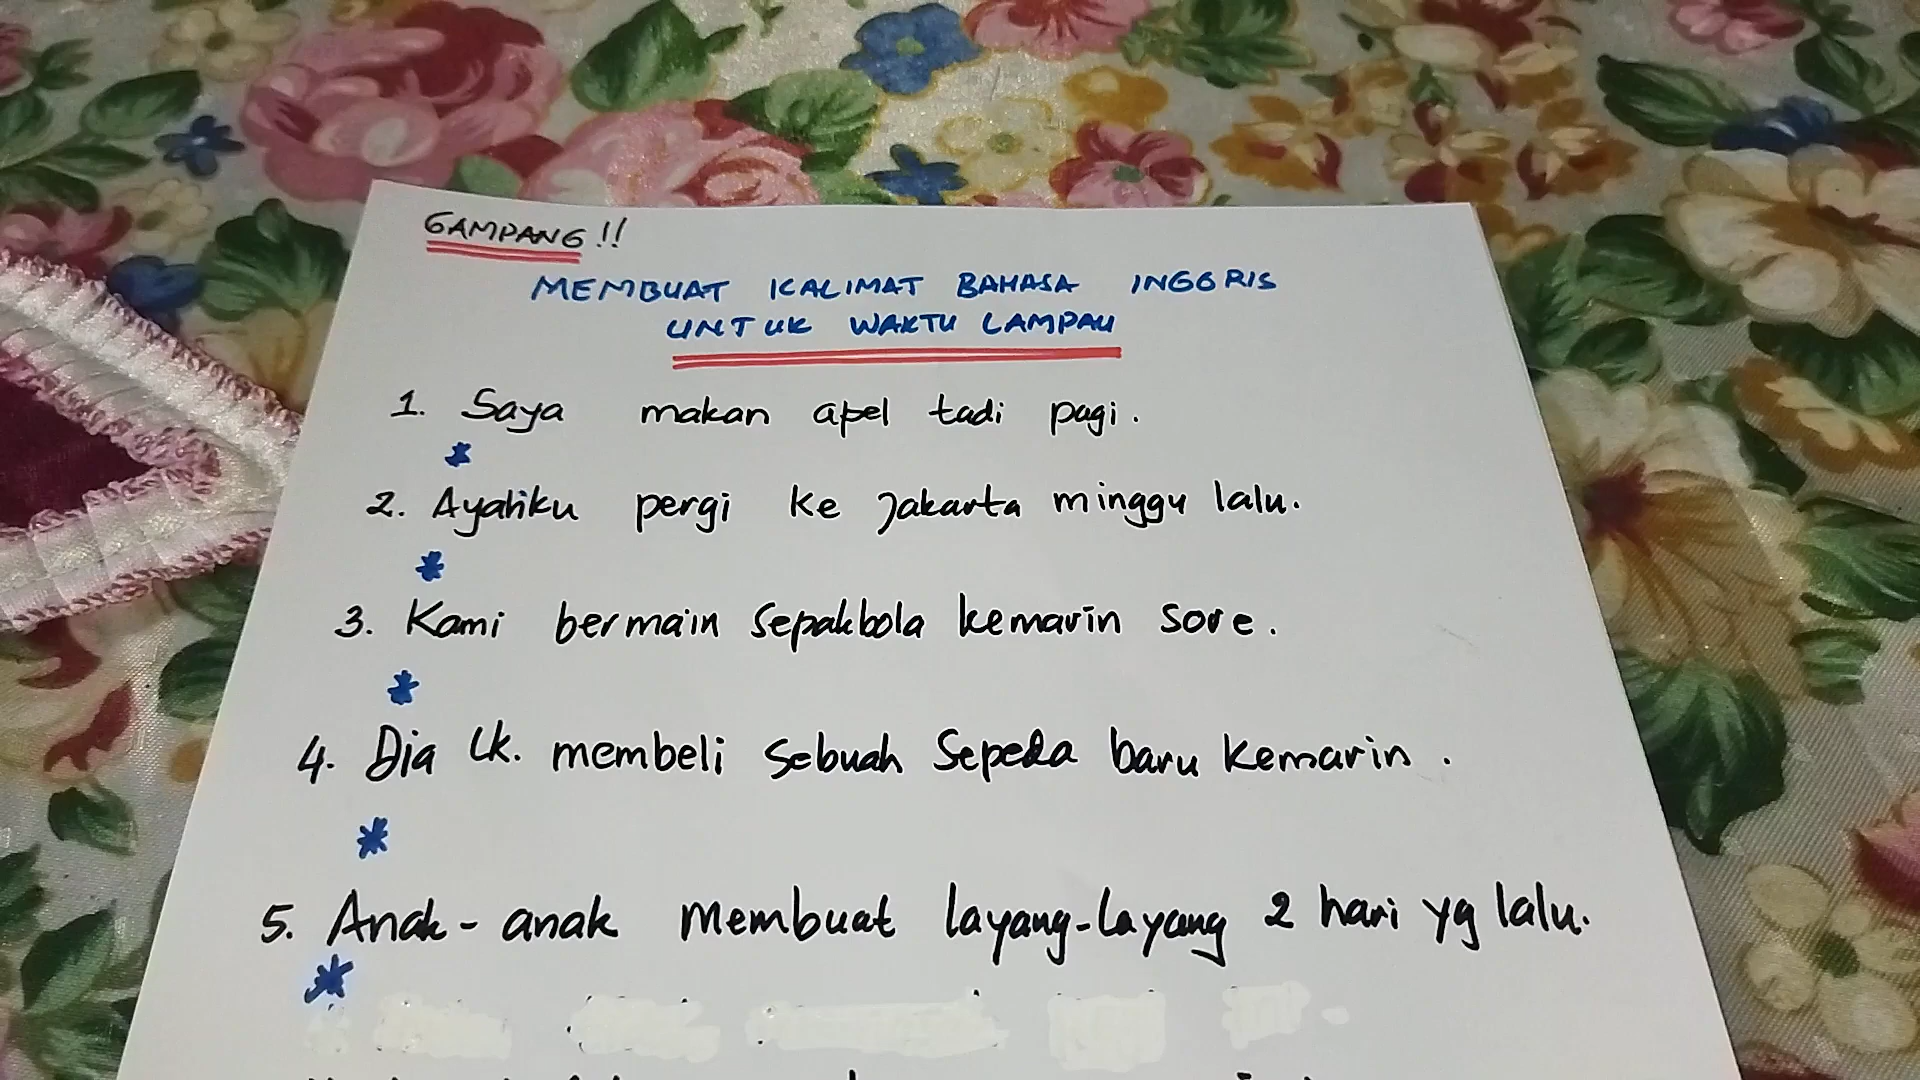 GAMPANG!!
MEMBUAT KALIMAT BAHASA INGGRIS
UNTUK WAKTU LAMPAU
1. Saya makan apel tadi pagi.
*
2. Ayahku pergi ke Jakarta minggu lalu.
*
3. Kami bermain sepakbola kemarin sore.
*
4. Dia lk. membeli sebuah sepeda baru kemarin.
*
5. Anak-anak membuat layang-layang 2 hari yg lalu.
*